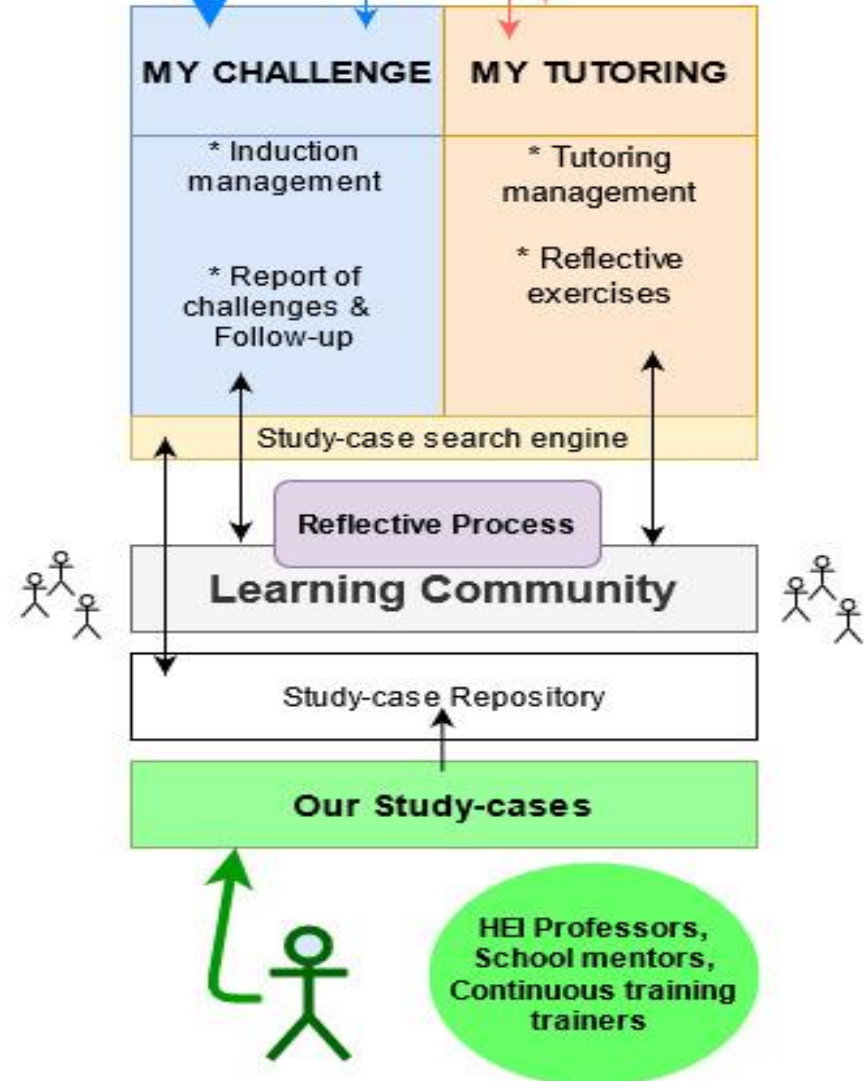 MY CHALLENGE
MY TUTORING
* Induction
management
* Report of
challenges &
Follow-up
* Tutoring
management
* Reflective
exercises
Study-case search engine
Reflective Process
Learning Community
Study-case Repository
Our Study-cases
HEI Professors,
School mentors,
Continuous training
trainers